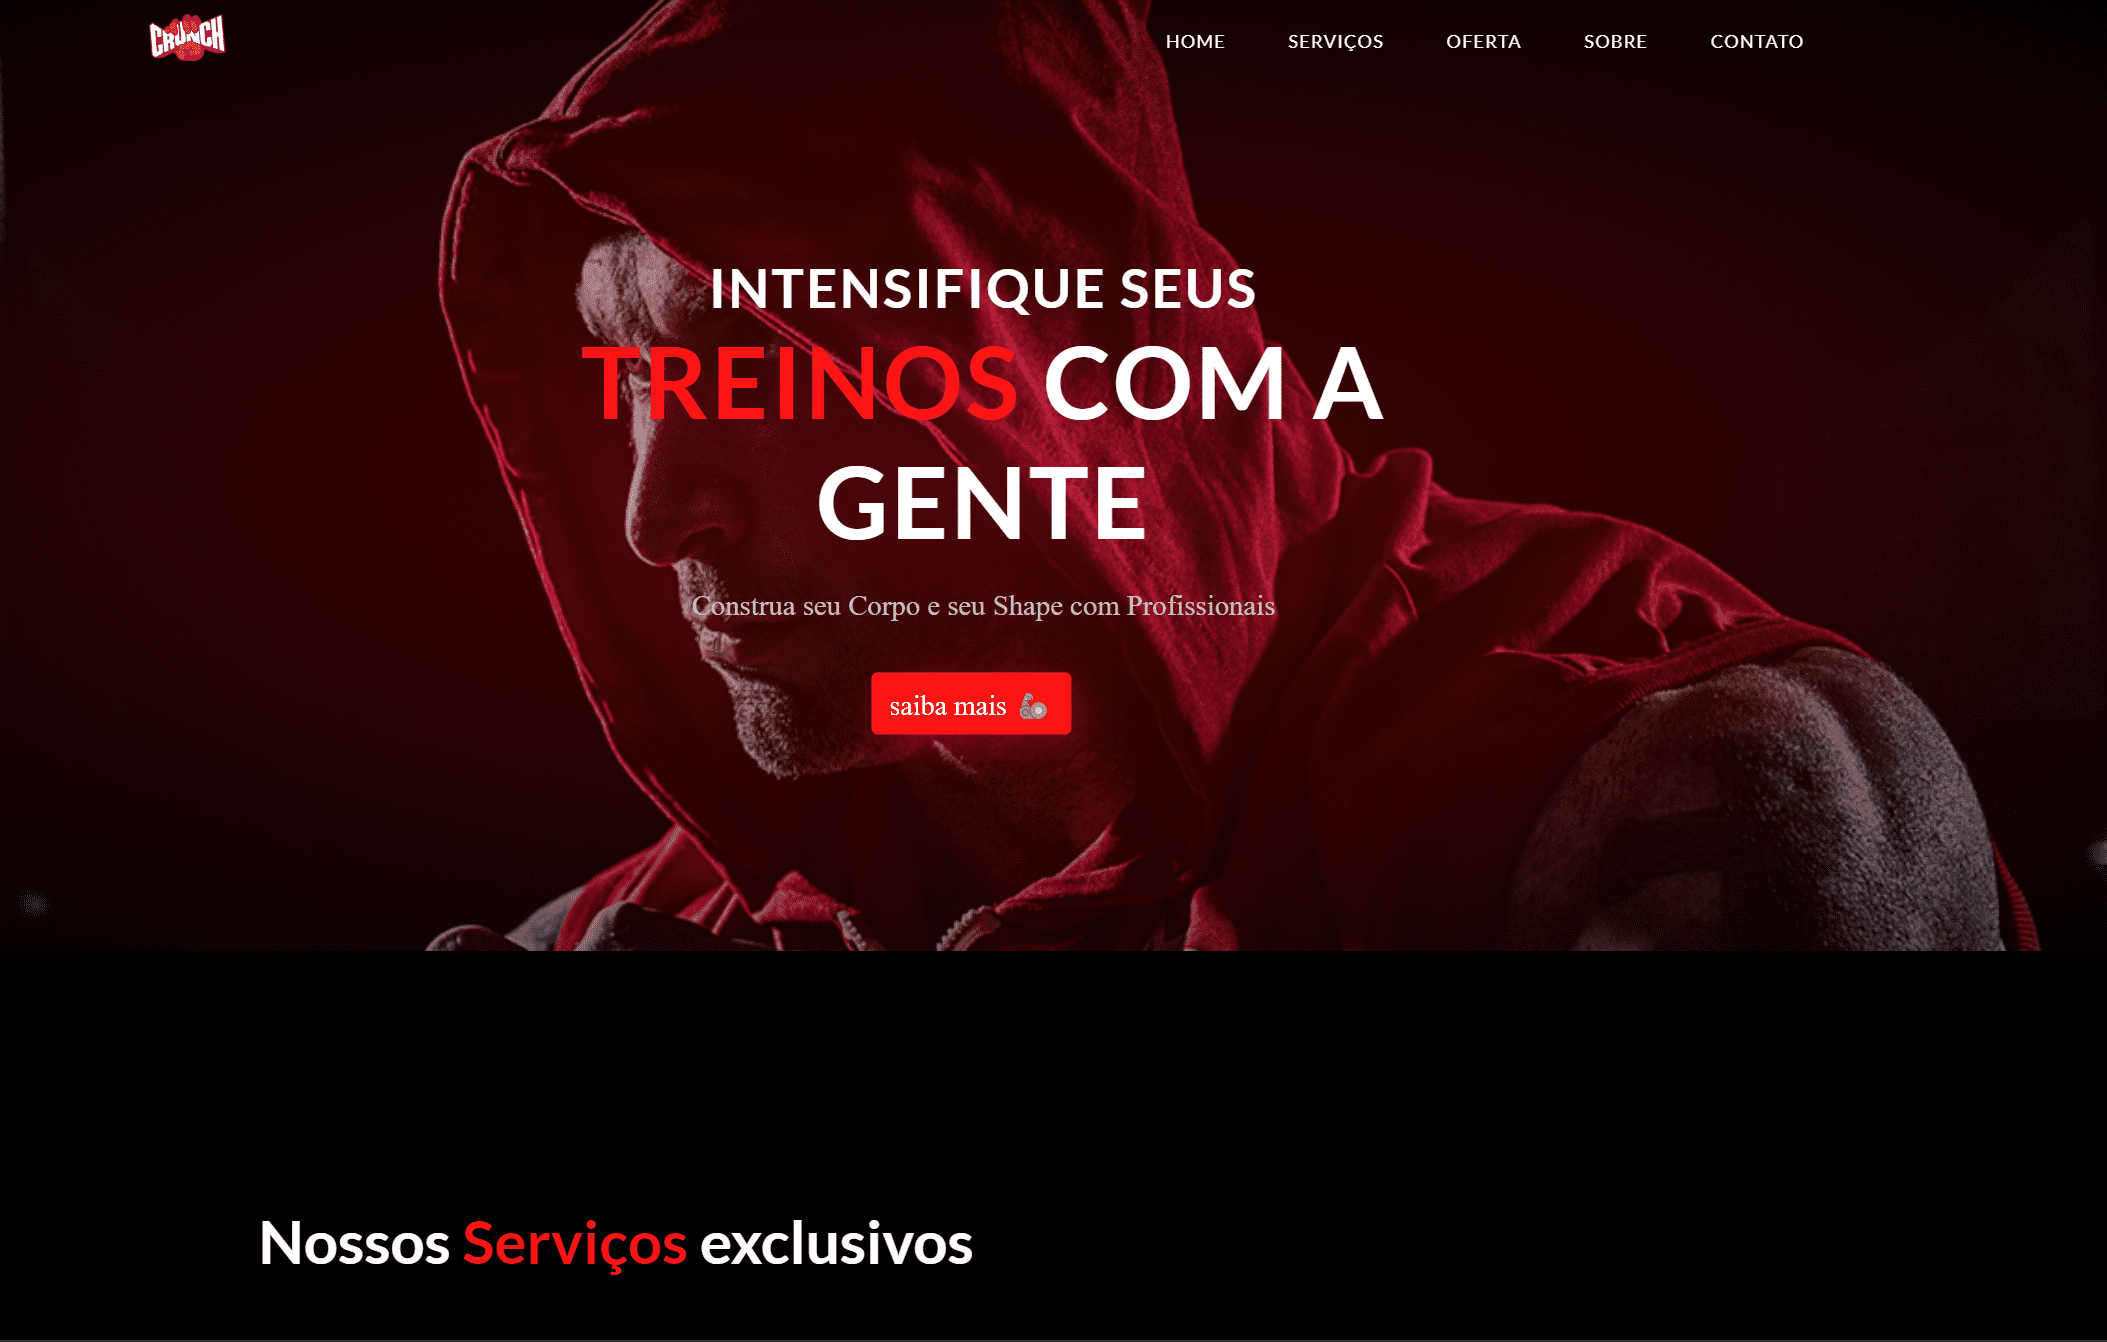 CRUNCH
HOME SERVIÇOS OFERTA SOBRE CONTATO
INTENSIFIQUE SEUS
TREINOS COM A
GENTE
Construa seu Corpo e seu Shape com Profissionais
saiba mais 🦾
Nossos Serviços exclusivos